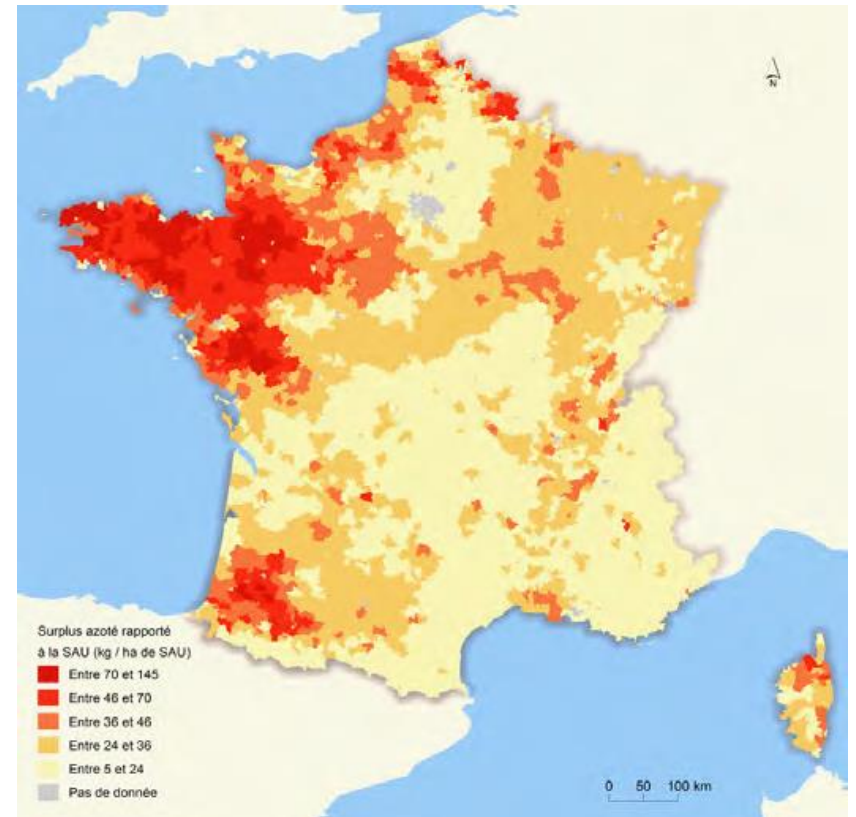 N
Surplus azoté rapporté
à la SAU (kg / ha de SAU)
Entre 70 et 145
Entre 46 et 70
Entre 36 et 46
Entre 24 et 36
Entre 5 et 24
Pas de donnée
0 50 100 km